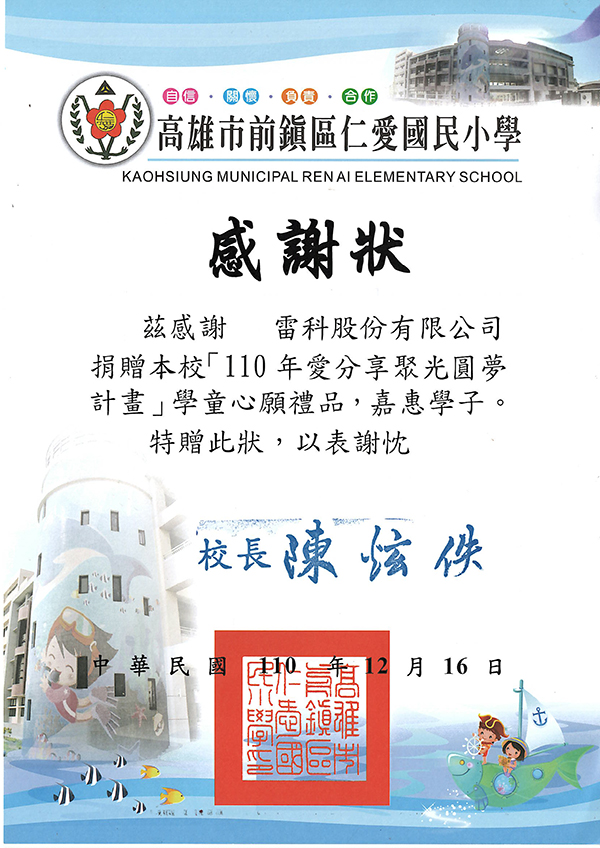 自信・關懷・負責・合作
高雄市前鎮區仁愛國民小學
KAOHSIUNG MUNICIPAL REN AI ELEMENTARY SCHOOL
感謝狀
茲感謝 雷科股份有限公司
捐贈本校「110年愛分享聚光圓夢
計畫」學童心願禮品，嘉惠學子。
特贈此狀，以表謝忱
校長 陳炫佚
中華民國 110 年 12 月 16 日
高雄市
前鎮區
仁愛國
民小學印